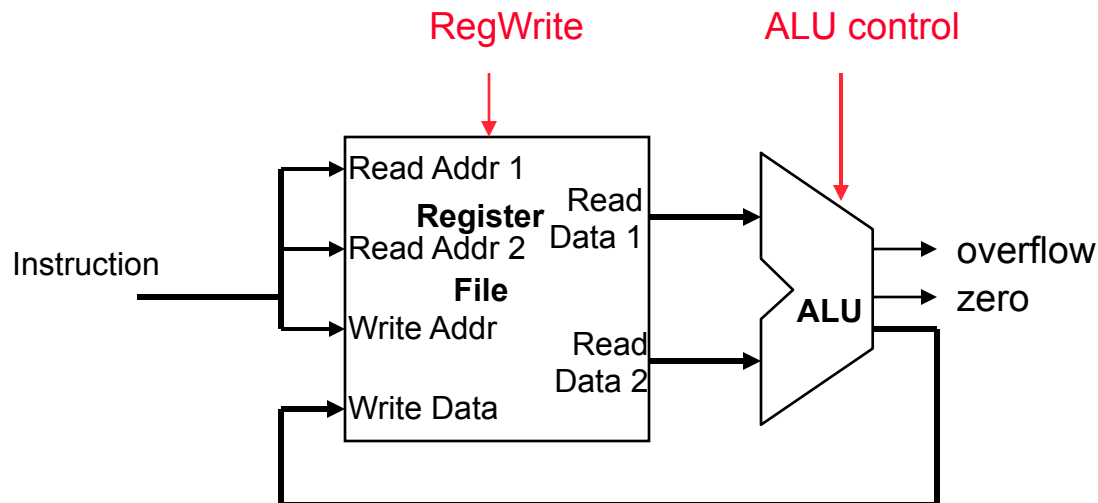 RegWrite
ALU control
Read Addr 1
Register
Read Addr 2
File
Write Addr
Write Data
Read
Data 1
Read
Data 2
Instruction
ALU
overflow
zero